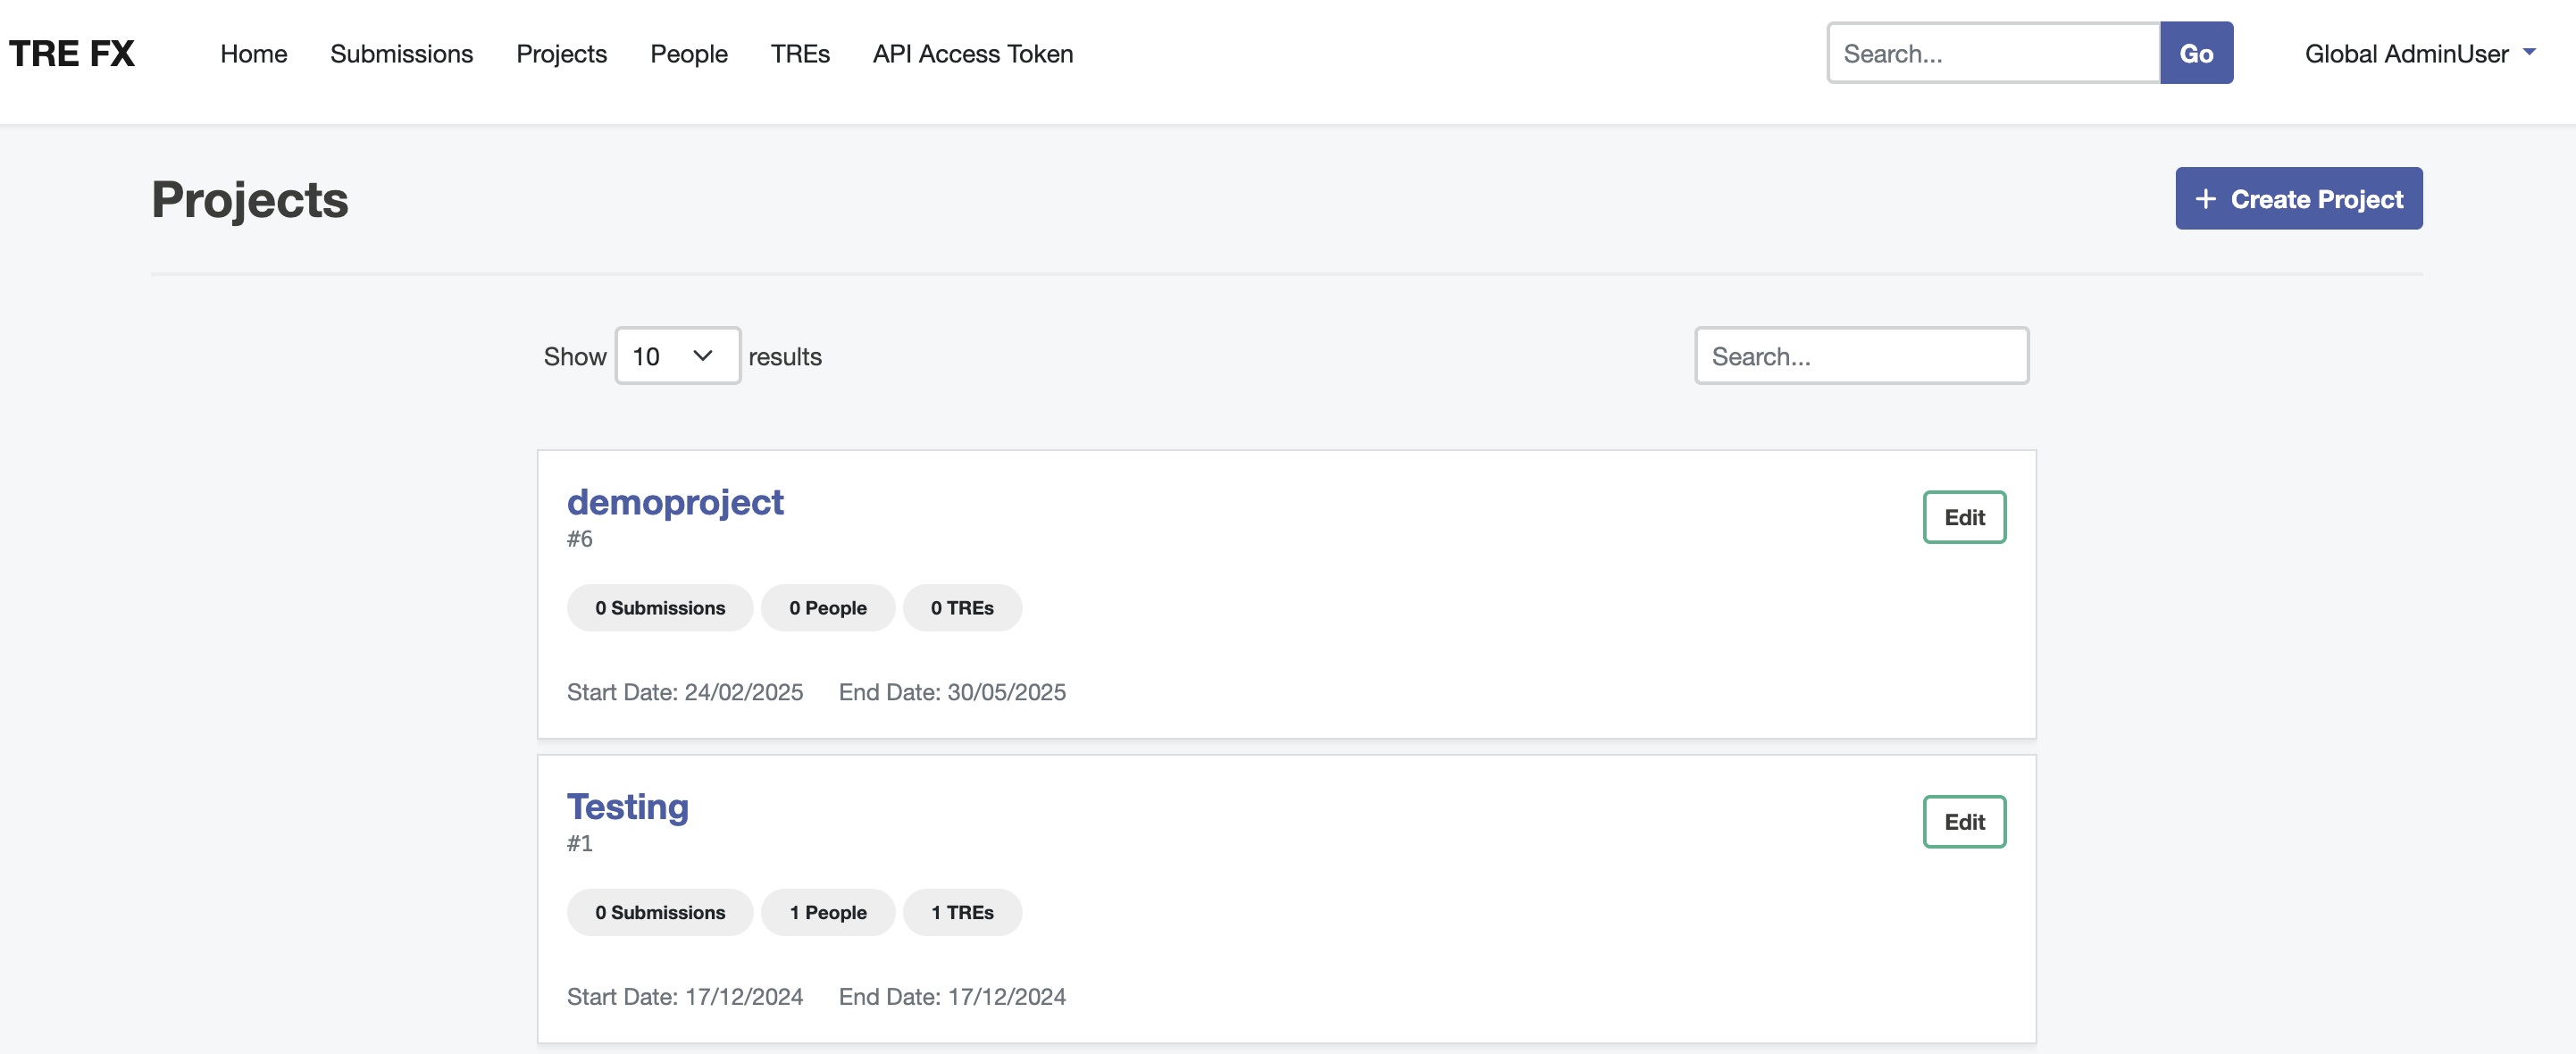 TRE FX Home Submissions Projects People TREs API Access Token Search... Go Global AdminUser
Projects + Create Project
Show 10 results Search...
demoproject Edit
#6
0 Submissions 0 People 0 TREs
Start Date: 24/02/2025 End Date: 30/05/2025
Testing Edit
#1
0 Submissions 1 People 1 TREs
Start Date: 17/12/2024 End Date: 17/12/2024